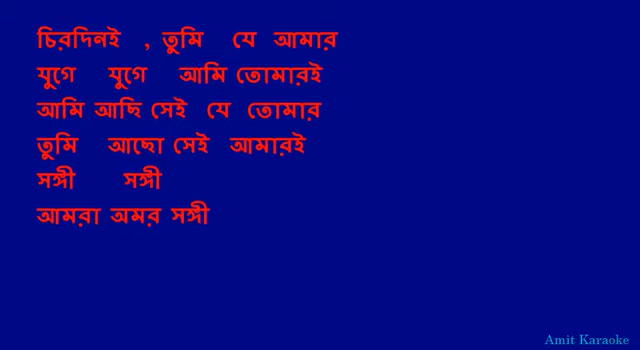 চিরদিনই , তুমি যে আমার
যুগে যুগে আমি তোমারই
আমি আছি সেই যে তোমার
তুমি আছো সেই আমারই
সঙ্গী সঙ্গী
আমরা অমর সঙ্গী
Amit Karaoke